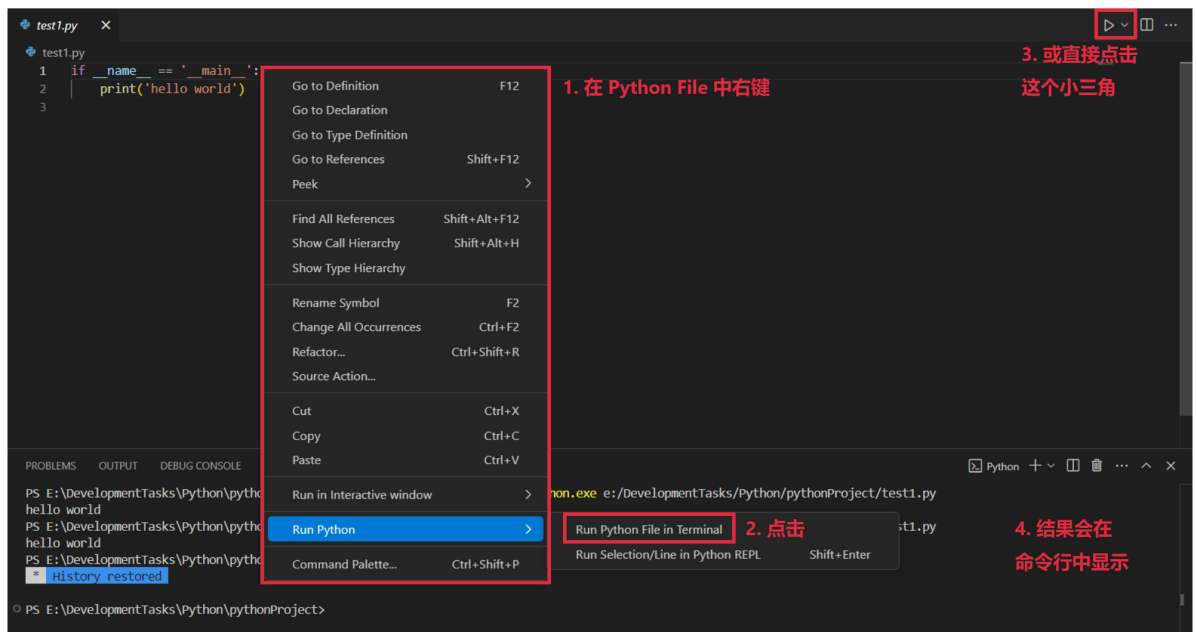 test1.py
3. 或直接点击
这个小三角
test1.py
1 if __name__ == '__main__':
2 print('hello world')
3
1. 在 Python File 中右键
Go to Definition F12
Go to Declaration
Go to Type Definition
Go to References Shift+F12
Peek
Find All References Shift+Alt+F12
Show Call Hierarchy Shift+Alt+H
Show Type Hierarchy
Rename Symbol F2
Change All Occurrences Ctrl+F2
Refactor... Ctrl+Shift+R
Source Action...
Cut Ctrl+X
Copy Ctrl+C
Paste Ctrl+V
Run in Interactive window
Run Python
Command Palette... Ctrl+Shift+P
Run Python File in Terminal
2. 点击
Run Selection/Line in Python REPL Shift+Enter
PROBLEMS OUTPUT DEBUG CONSOLE
Python
PS E:\DevelopmentTasks\Python\pytho hon.exe e:/DevelopmentTasks/Python/pythonProject/test1.py
hello world
PS E:\DevelopmentTasks\Python\pytho st1.py
hello world
PS E:\DevelopmentTasks\Python\pytho
* History restored
PS E:\DevelopmentTasks\Python\pythonProject>
4. 结果会在
命令行中显示